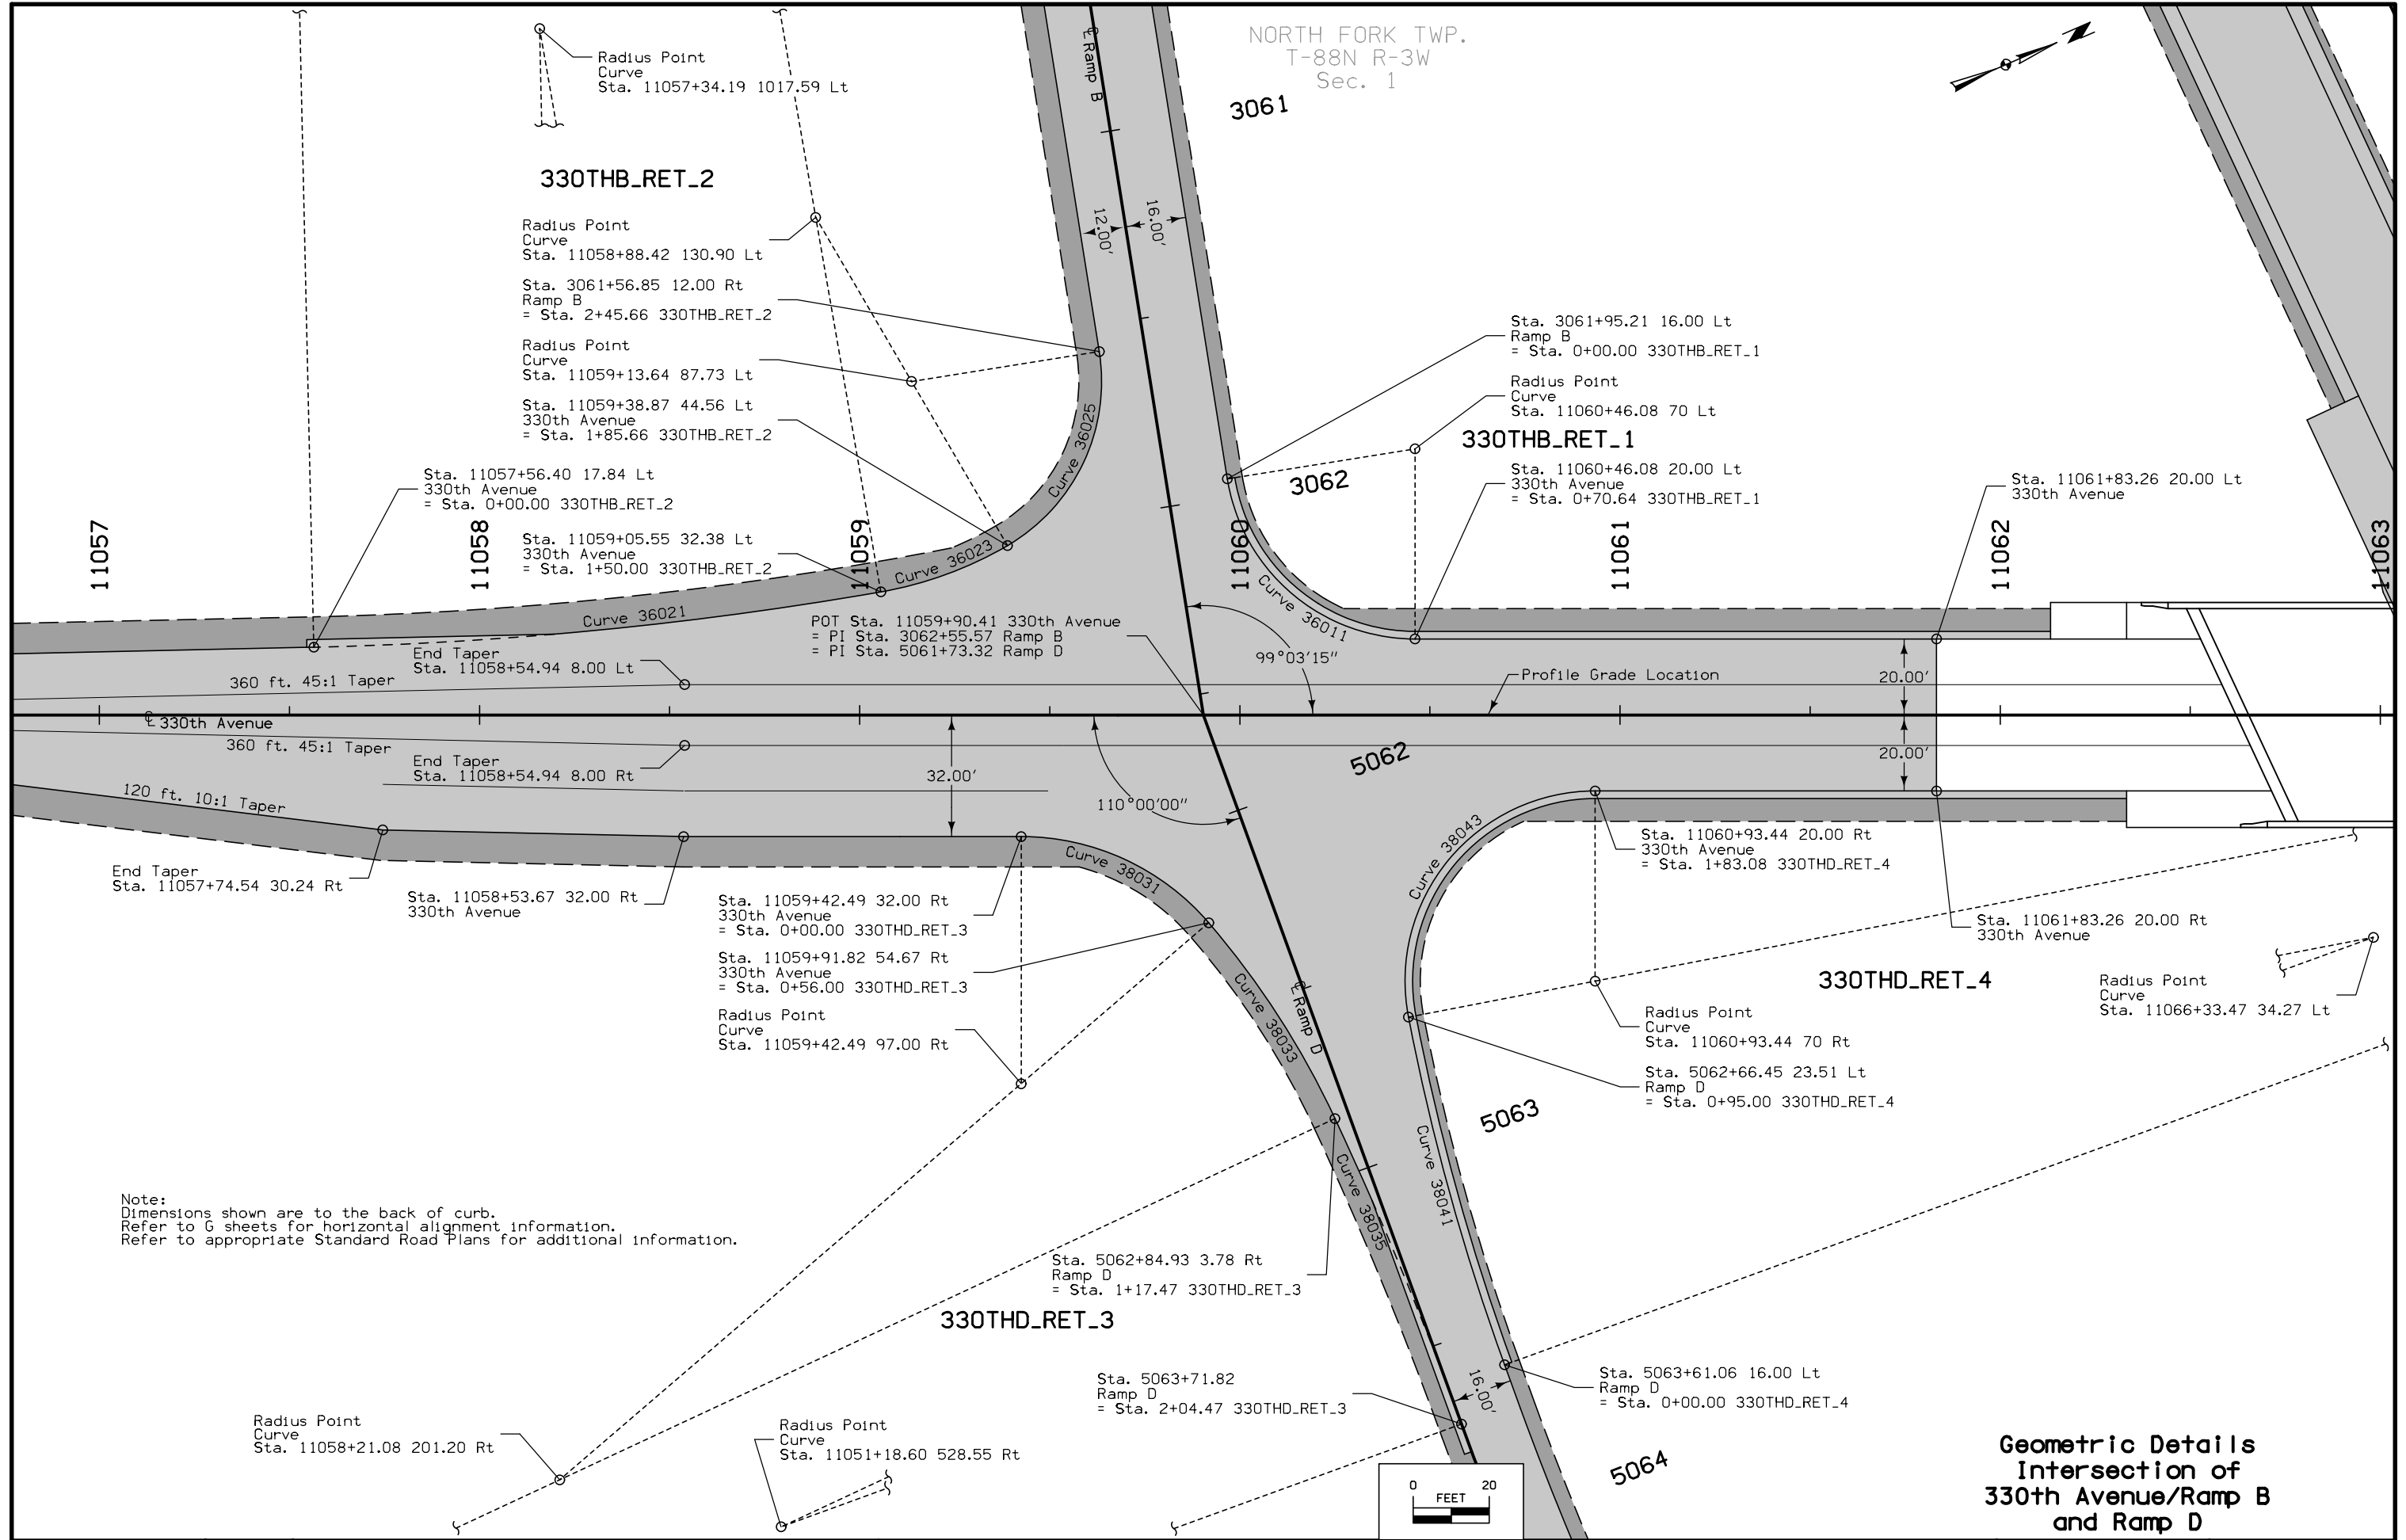 NORTH FORK TWP.
T-88N R-3W
Sec. 1
N
℄ Ramp B
3061
Radius Point
Curve
Sta. 11057+34.19 1017.59 Lt
330THB_RET_2
Radius Point
Curve
Sta. 11058+88.42 130.90 Lt
Sta. 3061+56.85 12.00 Rt
Ramp B
= Sta. 2+45.66 330THB_RET_2
Radius Point
Curve
Sta. 11059+13.64 87.73 Lt
Sta. 11059+38.87 44.56 Lt
330th Avenue
= Sta. 1+85.66 330THB_RET_2
Sta. 11057+56.40 17.84 Lt
330th Avenue
= Sta. 0+00.00 330THB_RET_2
Sta. 11059+05.55 32.38 Lt
330th Avenue
= Sta. 1+50.00 330THB_RET_2
12.00'
16.00'
Curve 36025
Curve 36023
Curve 36021
Sta. 3061+95.21 16.00 Lt
Ramp B
= Sta. 0+00.00 330THB_RET_1
Radius Point
Curve
Sta. 11060+46.08 70 Lt
330THB_RET_1
3062
Sta. 11060+46.08 20.00 Lt
330th Avenue
= Sta. 0+70.64 330THB_RET_1
Sta. 11061+83.26 20.00 Lt
330th Avenue
11057
11058
11059
11060
11061
11062
11063
Curve 36011
POT Sta. 11059+90.41 330th Avenue
= PI Sta. 3062+55.57 Ramp B
= PI Sta. 5061+73.32 Ramp D
99°03'15"
End Taper
Sta. 11058+54.94 8.00 Lt
360 ft. 45:1 Taper
Profile Grade Location
20.00'
℄ 330th Avenue
360 ft. 45:1 Taper
End Taper
Sta. 11058+54.94 8.00 Rt
32.00'
110°00'00"
5062
20.00'
120 ft. 10:1 Taper
End Taper
Sta. 11057+74.54 30.24 Rt
Sta. 11058+53.67 32.00 Rt
330th Avenue
Curve 38031
Sta. 11059+42.49 32.00 Rt
330th Avenue
= Sta. 0+00.00 330THD_RET_3
Sta. 11059+91.82 54.67 Rt
330th Avenue
= Sta. 0+56.00 330THD_RET_3
Radius Point
Curve
Sta. 11059+42.49 97.00 Rt
Curve 38033
℄ Ramp D
Curve 38043
Sta. 11060+93.44 20.00 Rt
330th Avenue
= Sta. 1+83.08 330THD_RET_4
Sta. 11061+83.26 20.00 Rt
330th Avenue
330THD_RET_4
Radius Point
Curve
Sta. 11066+33.47 34.27 Lt
Radius Point
Curve
Sta. 11060+93.44 70 Rt
Sta. 5062+66.45 23.51 Lt
Ramp D
= Sta. 0+95.00 330THD_RET_4
5063
Curve 38041
Curve 38035
Note:
Dimensions shown are to the back of curb.
Refer to G sheets for horizontal alignment information.
Refer to appropriate Standard Road Plans for additional information.
Sta. 5062+84.93 3.78 Rt
Ramp D
= Sta. 1+17.47 330THD_RET_3
330THD_RET_3
Sta. 5063+71.82
Ramp D
= Sta. 2+04.47 330THD_RET_3
16.00'
Sta. 5063+61.06 16.00 Lt
Ramp D
= Sta. 0+00.00 330THD_RET_4
Radius Point
Curve
Sta. 11058+21.08 201.20 Rt
Radius Point
Curve
Sta. 11051+18.60 528.55 Rt
5064
0 20
FEET
Geometric Details
Intersection of
330th Avenue/Ramp B
and Ramp D